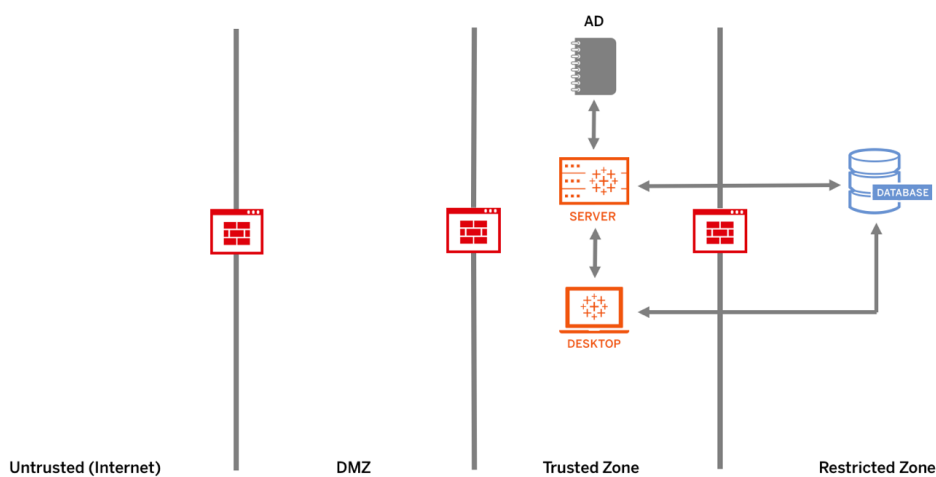 AD
SERVER
DATABASE
DESKTOP
Untrusted (Internet)
DMZ
Trusted Zone
Restricted Zone